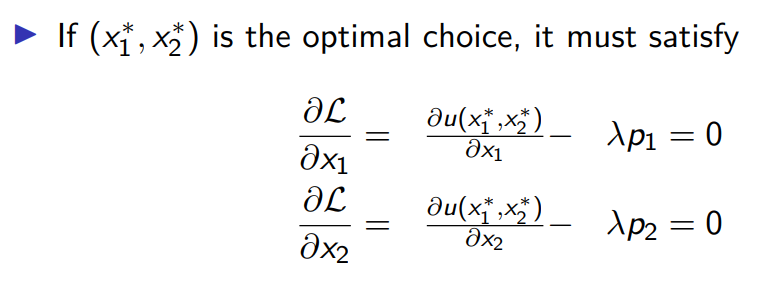 ▶ If (x₁*, x₂*) is the optimal choice, it must satisfy
∂ℒ/∂x₁ = ∂u(x₁*,x₂*)/∂x₁ − λp₁ = 0
∂ℒ/∂x₂ = ∂u(x₁*,x₂*)/∂x₂ − λp₂ = 0